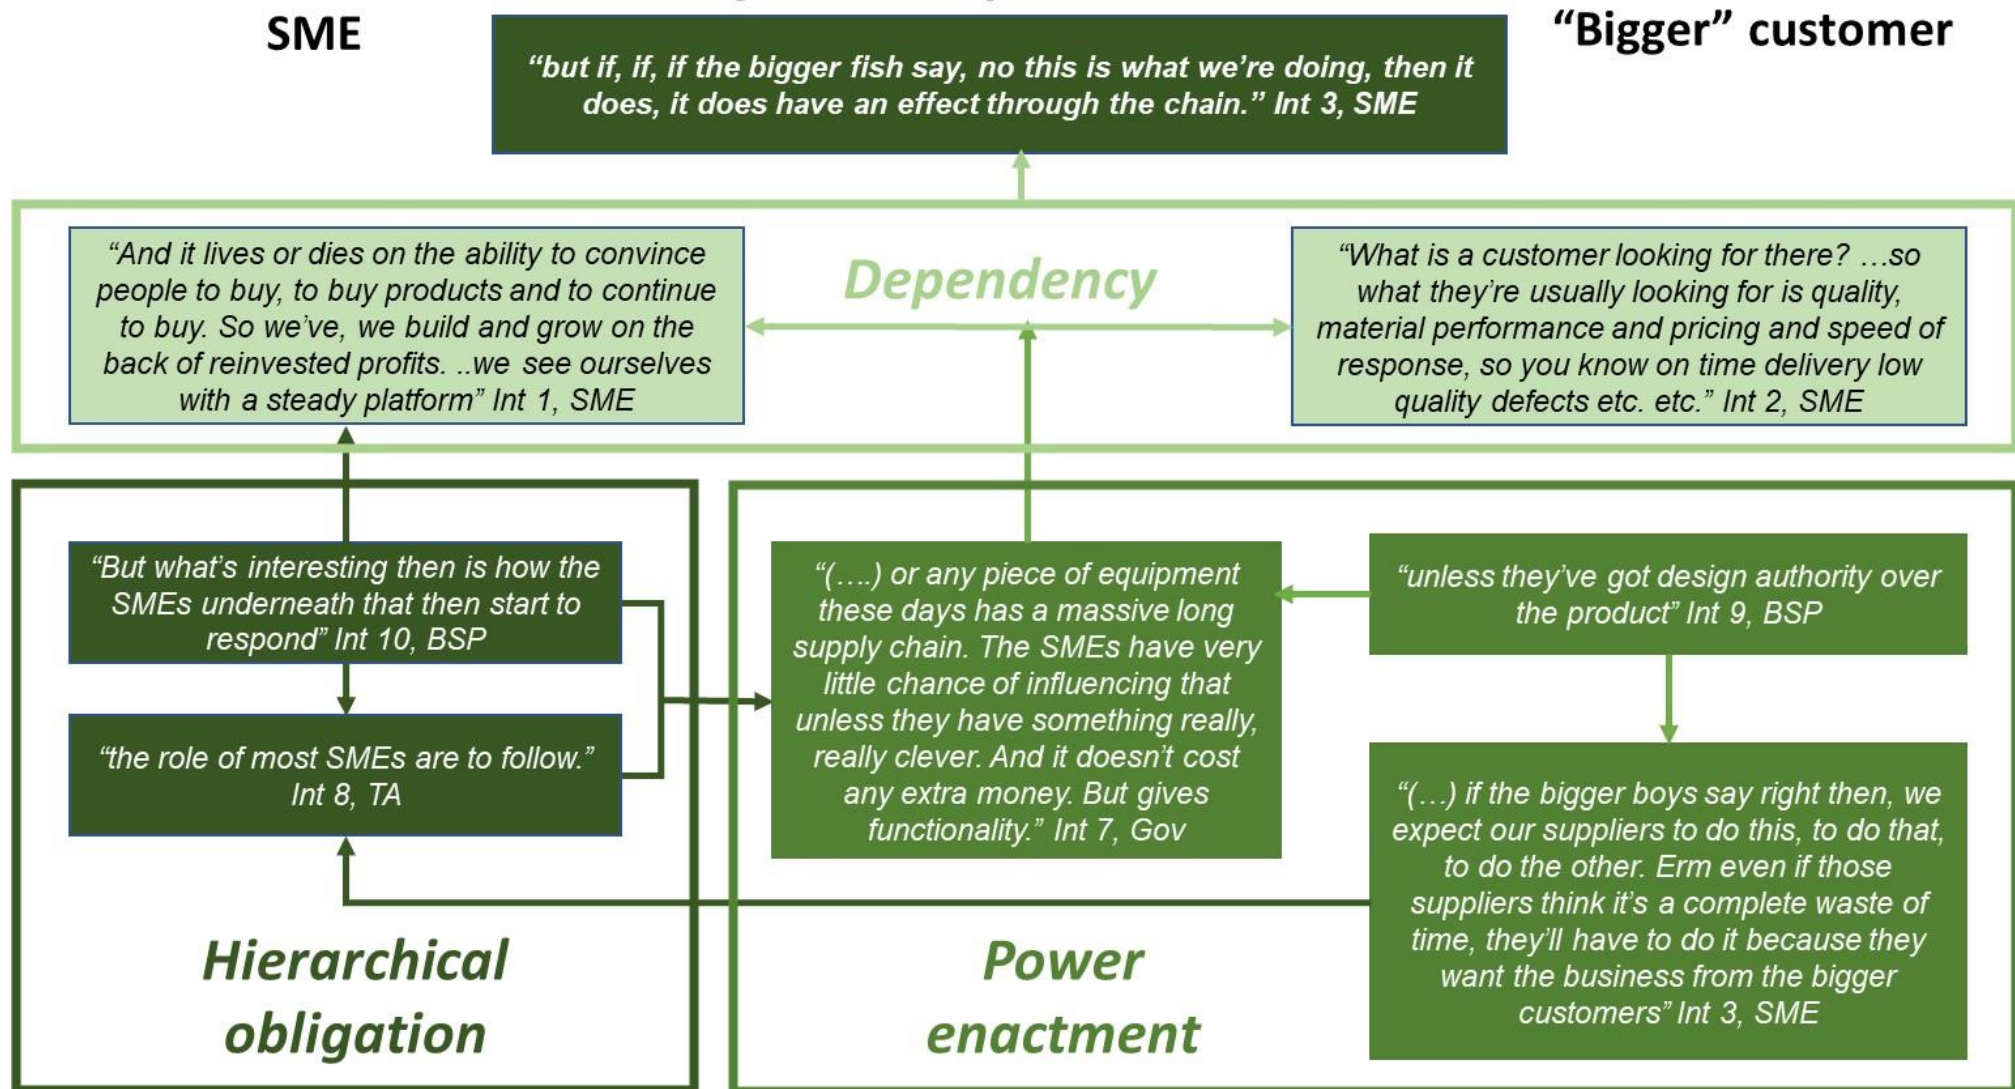 SME
“Bigger” customer
“but if, if, if the bigger fish say, no this is what we’re doing, then it
does, it does have an effect through the chain.” Int 3, SME
“And it lives or dies on the ability to convince
people to buy, to buy products and to continue
to buy. So we’ve, we build and grow on the
back of reinvested profits. ..we see ourselves
with a steady platform” Int 1, SME
Dependency
“What is a customer looking for there? …so
what they’re usually looking for is quality,
material performance and pricing and speed of
response, so you know on time delivery low
quality defects etc. etc.” Int 2, SME
“But what’s interesting then is how the
SMEs underneath that then start to
respond” Int 10, BSP
“the role of most SMEs are to follow.”
Int 8, TA
Hierarchical
obligation
“(….) or any piece of equipment
these days has a massive long
supply chain. The SMEs have very
little chance of influencing that
unless they have something really,
really clever. And it doesn’t cost
any extra money. But gives
functionality.” Int 7, Gov
“unless they’ve got design authority over
the product” Int 9, BSP
“(…) if the bigger boys say right then, we
expect our suppliers to do this, to do that,
to do the other. Erm even if those
suppliers think it’s a complete waste of
time, they’ll have to do it because they
want the business from the bigger
customers” Int 3, SME
Power
enactment